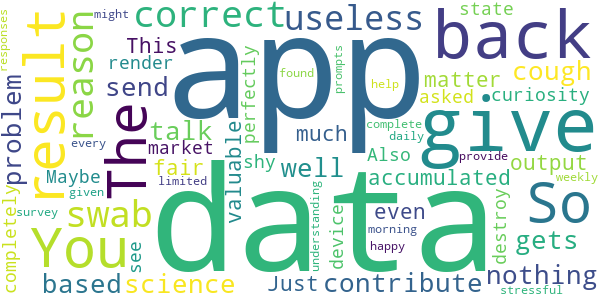 responses might state
correct useless back
result reason This render send
app
The problem talk market fair
much well shy perfectly valuable
found prompts help complete daily
give matter asked curiosity cough
Also accumulated provide output
Maybe every given limited
even device see
completely swab You survey
data
understanding morning happy
So gets destroy weekly
based science Just contribute nothing stressful